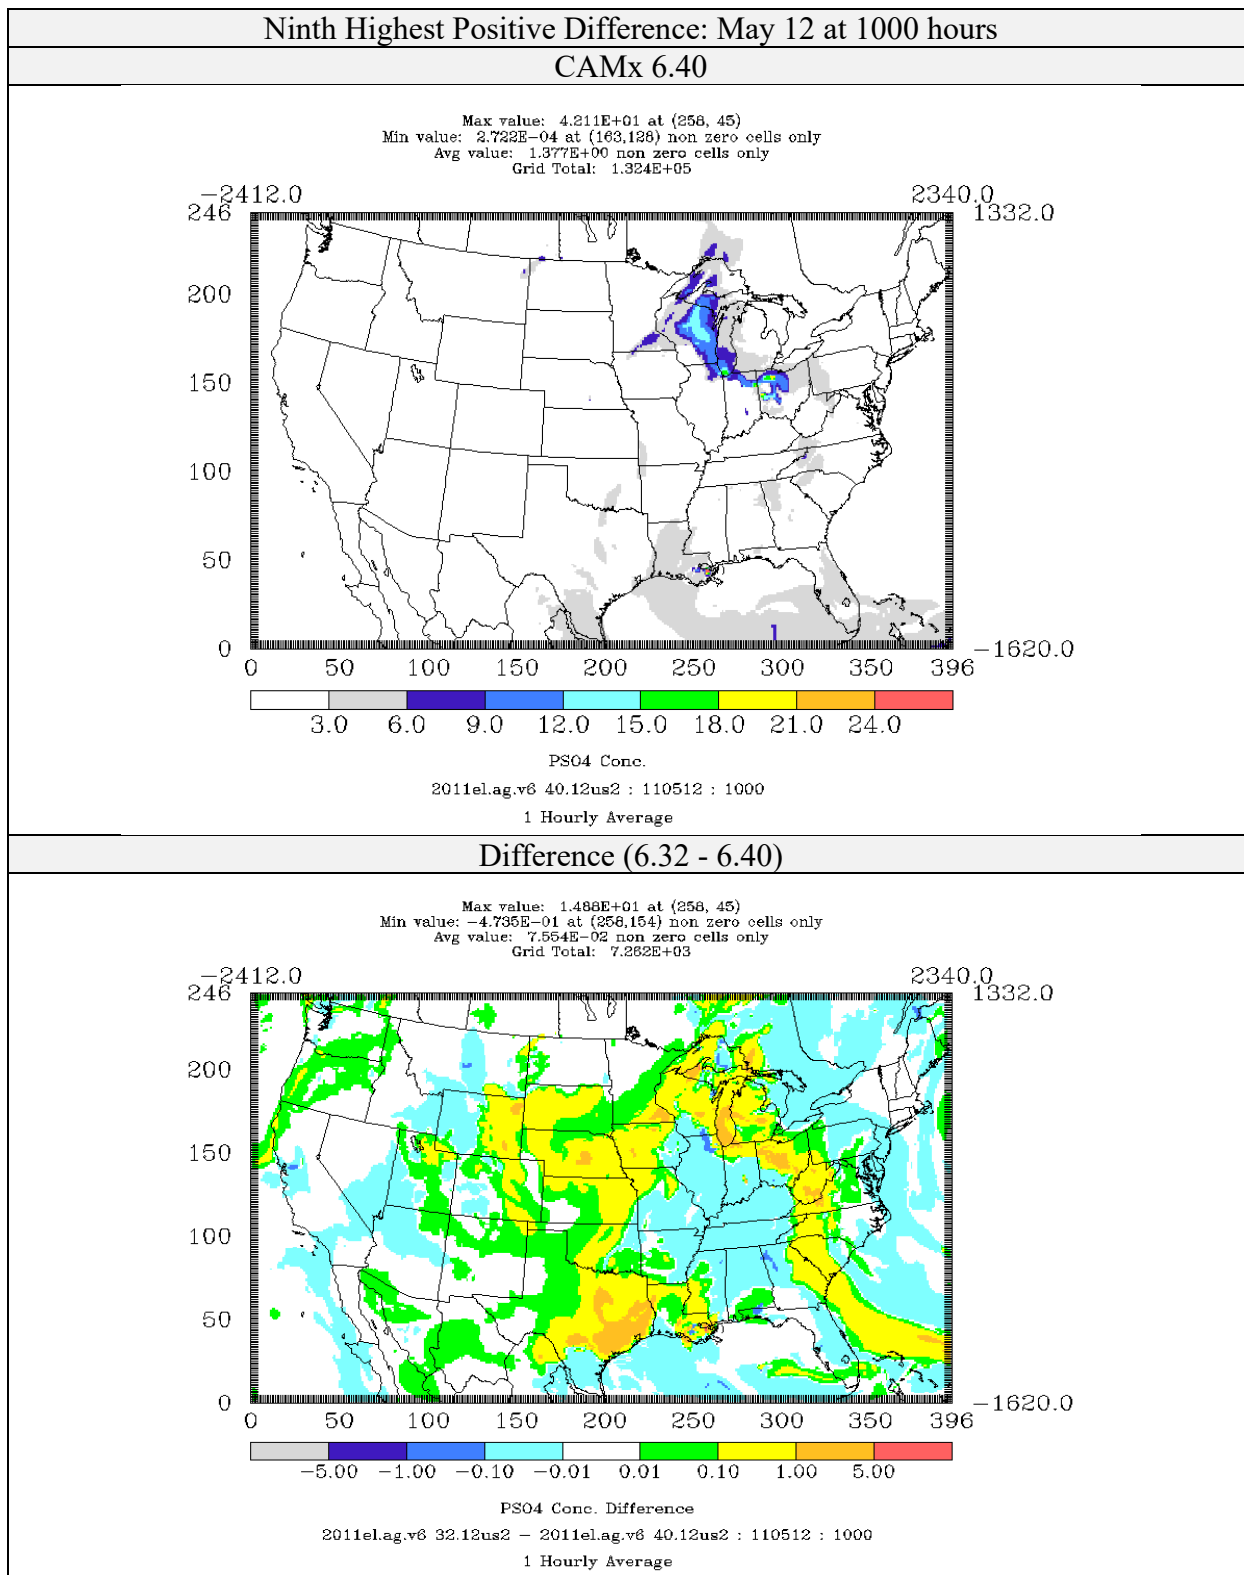 Ninth Highest Positive Difference: May 12 at 1000 hours
CAMx 6.40
Max value: 4.211E+01 at (258, 45)
Min value: 2.722E-04 at (163,128) non zero cells only
Avg value: 1.377E+00 non zero cells only
Grid Total: 1.324E+05
-2412.0 2340.0
246 1332.0
200
150
100
50
0 -1620.0
0 50 100 150 200 250 300 350 396
3.0 6.0 9.0 12.0 15.0 18.0 21.0 24.0
PSO4 Conc.
2011el.ag.v6 40.12us2 : 110512 : 1000
1 Hourly Average
Difference (6.32 - 6.40)
Max value: 1.488E+01 at (258, 45)
Min value: -4.735E-01 at (258,154) non zero cells only
Avg value: 7.554E-02 non zero cells only
Grid Total: 7.262E+03
-2412.0 2340.0
246 1332.0
200
150
100
50
0 -1620.0
0 50 100 150 200 250 300 350 396
-5.00 -1.00 -0.10 -0.01 0.01 0.10 1.00 5.00
PSO4 Conc. Difference
2011el.ag.v6 32.12us2 - 2011el.ag.v6 40.12us2 : 110512 : 1000
1 Hourly Average